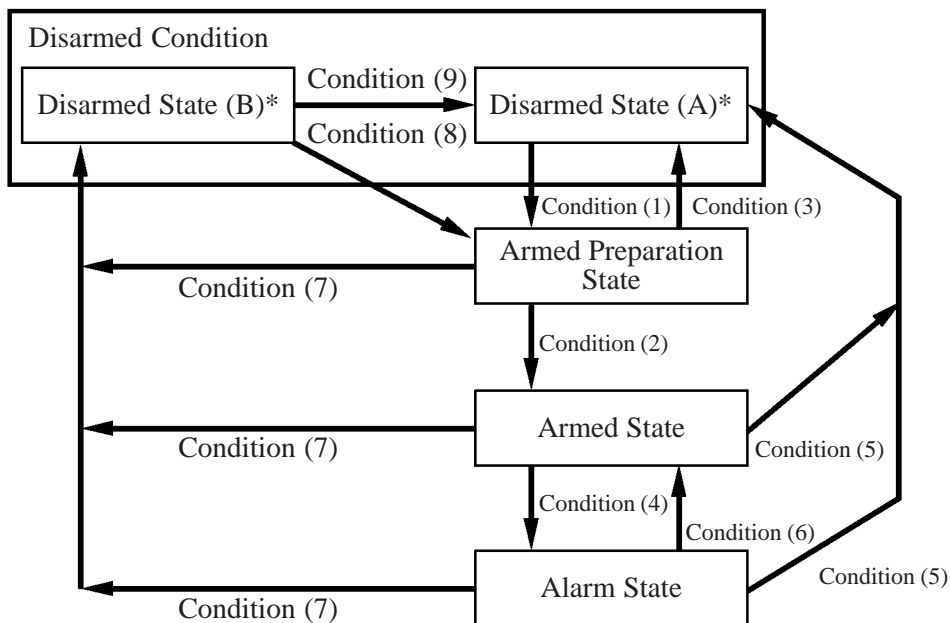 Disarmed Condition
Condition (9)
Disarmed State (B)*
Disarmed State (A)*
Condition (8)
Condition (1)
Condition (3)
Armed Preparation
State
Condition (7)
Condition (2)
Armed State
Condition (7)
Condition (5)
Condition (4)
Condition (6)
Alarm State
Condition (5)
Condition (7)